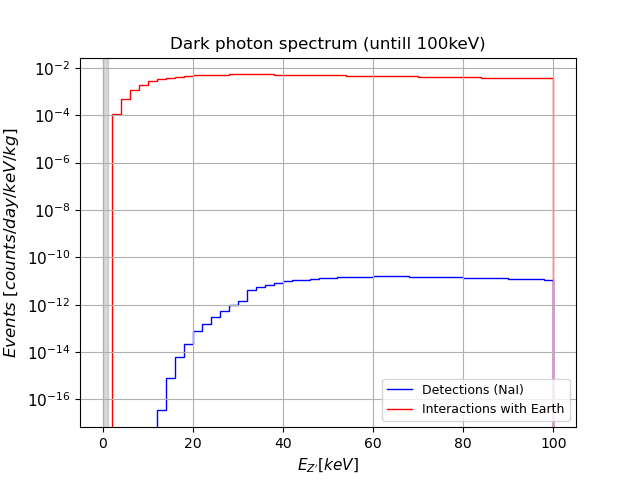 Dark photon spectrum (untill 100keV)
Events [counts/day/keV/kg]
10⁻²
10⁻⁴
10⁻⁶
10⁻⁸
10⁻¹⁰
10⁻¹²
10⁻¹⁴
10⁻¹⁶
Detections (NaI)
Interactions with Earth
0 20 40 60 80 100
E_{Z'}[keV]